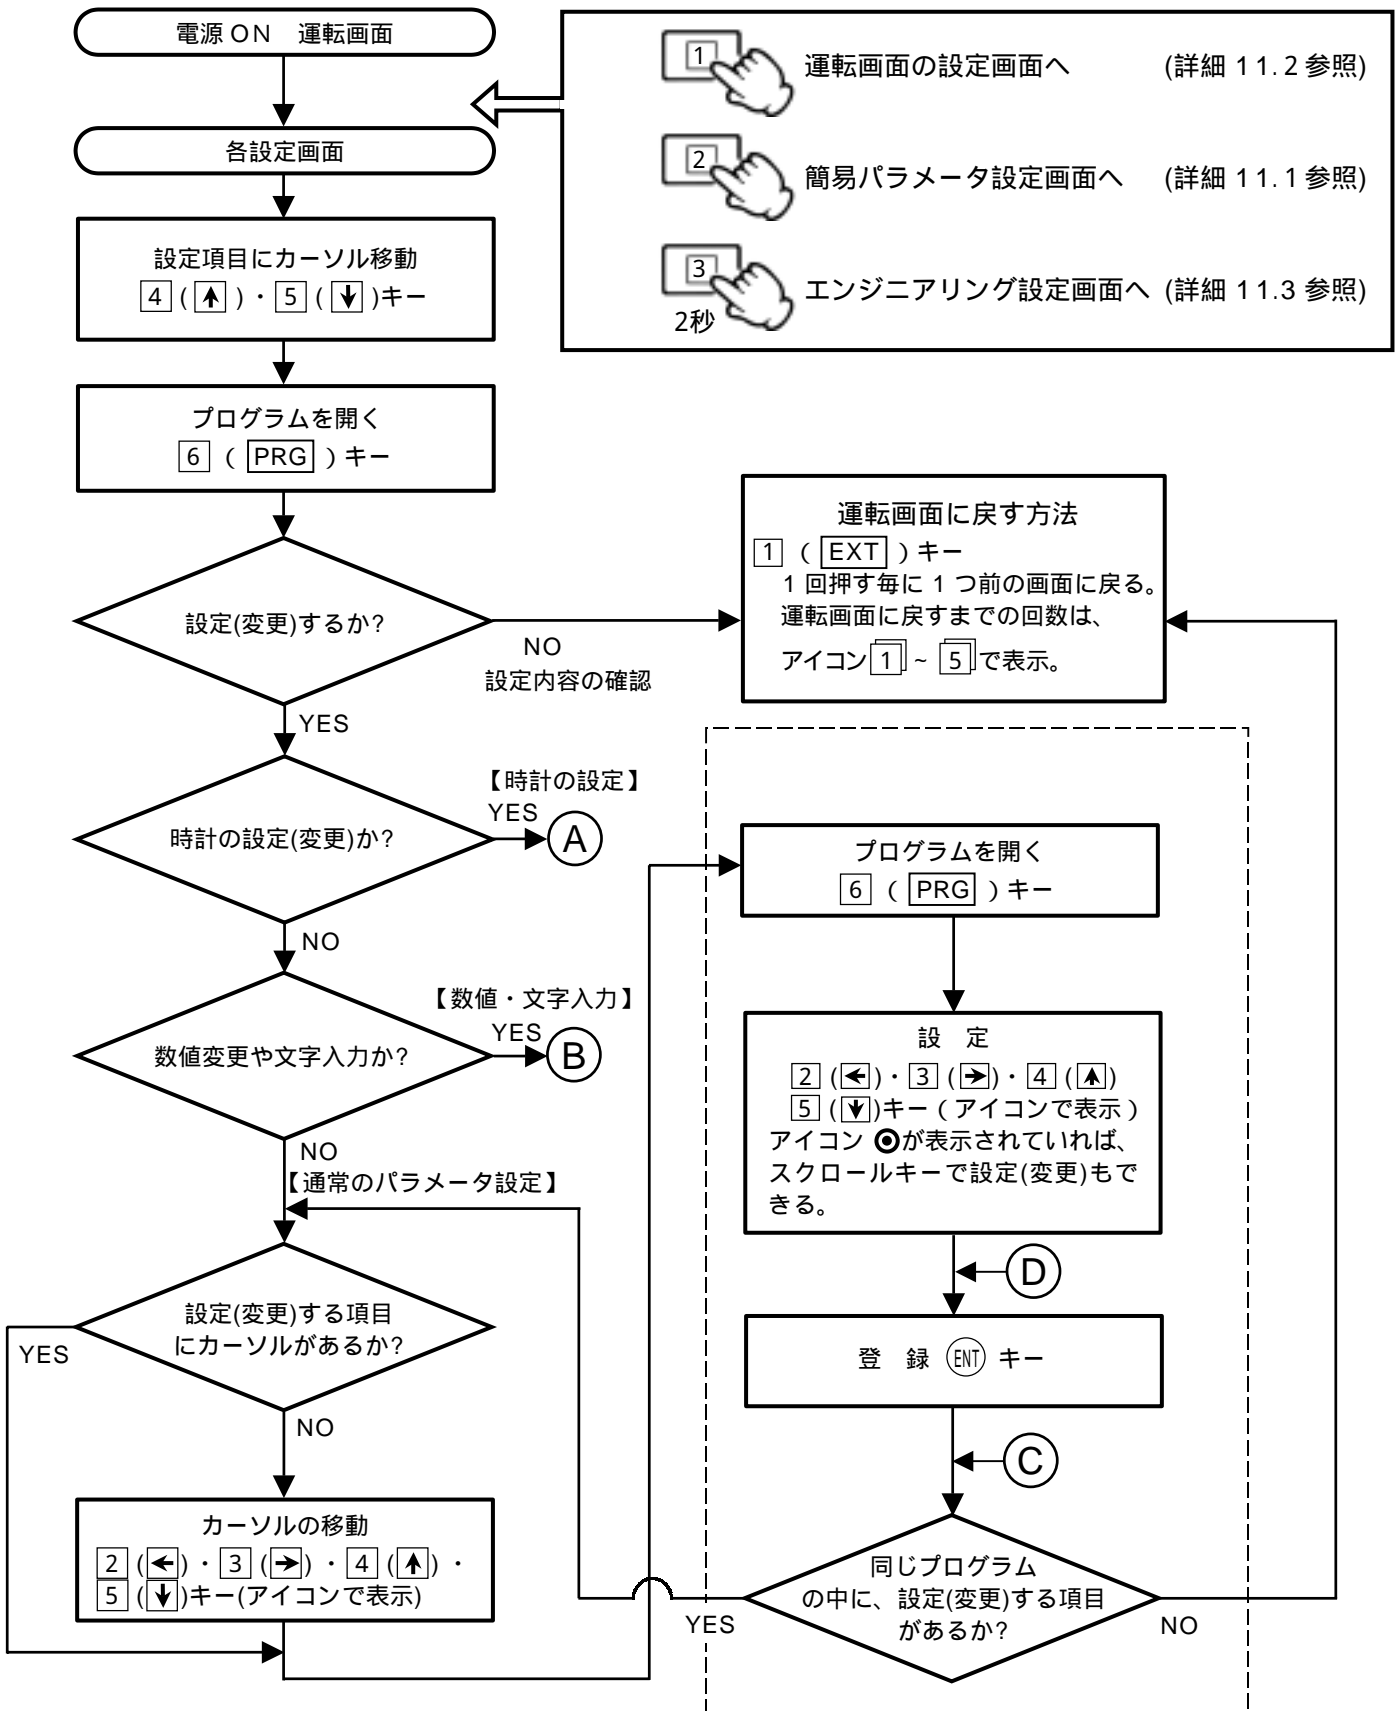 電源 ON　運転画面
1
運転画面の設定画面へ　(詳細 11.2 参照)
2
簡易パラメータ設定画面へ　(詳細 11.1 参照)
3
エンジニアリング設定画面へ (詳細 11.3 参照)
2秒
各設定画面
設定項目にカーソル移動
4 ( ↑ )・5 ( ↓ )キー
プログラムを開く
6 ( PRG ) キー
設定(変更)するか?
NO
設定内容の確認
YES
運転画面に戻す方法
1 ( EXT ) キー
1 回押す毎に 1 つ前の画面に戻る。
運転画面に戻すまでの回数は、
アイコン 1 ~ 5 で表示。
時計の設定(変更)か?
【時計の設定】
YES
A
NO
数値変更や文字入力か?
【数値・文字入力】
YES
B
NO
【通常のパラメータ設定】
設定(変更)する項目
にカーソルがあるか?
YES
NO
カーソルの移動
2 (←)・3 (→)・4 (↑)・
5 (↓)キー(アイコンで表示)
プログラムを開く
6 ( PRG ) キー
設　定
2 (←)・3 (→)・4 (↑)
5 (↓)キー ( アイコンで表示 )
アイコン ◉が表示されていれば、
スクロールキーで設定(変更)もで
きる。
D
登　録 ENT キー
C
同じプログラム
の中に、設定(変更)する項目
があるか?
YES
NO